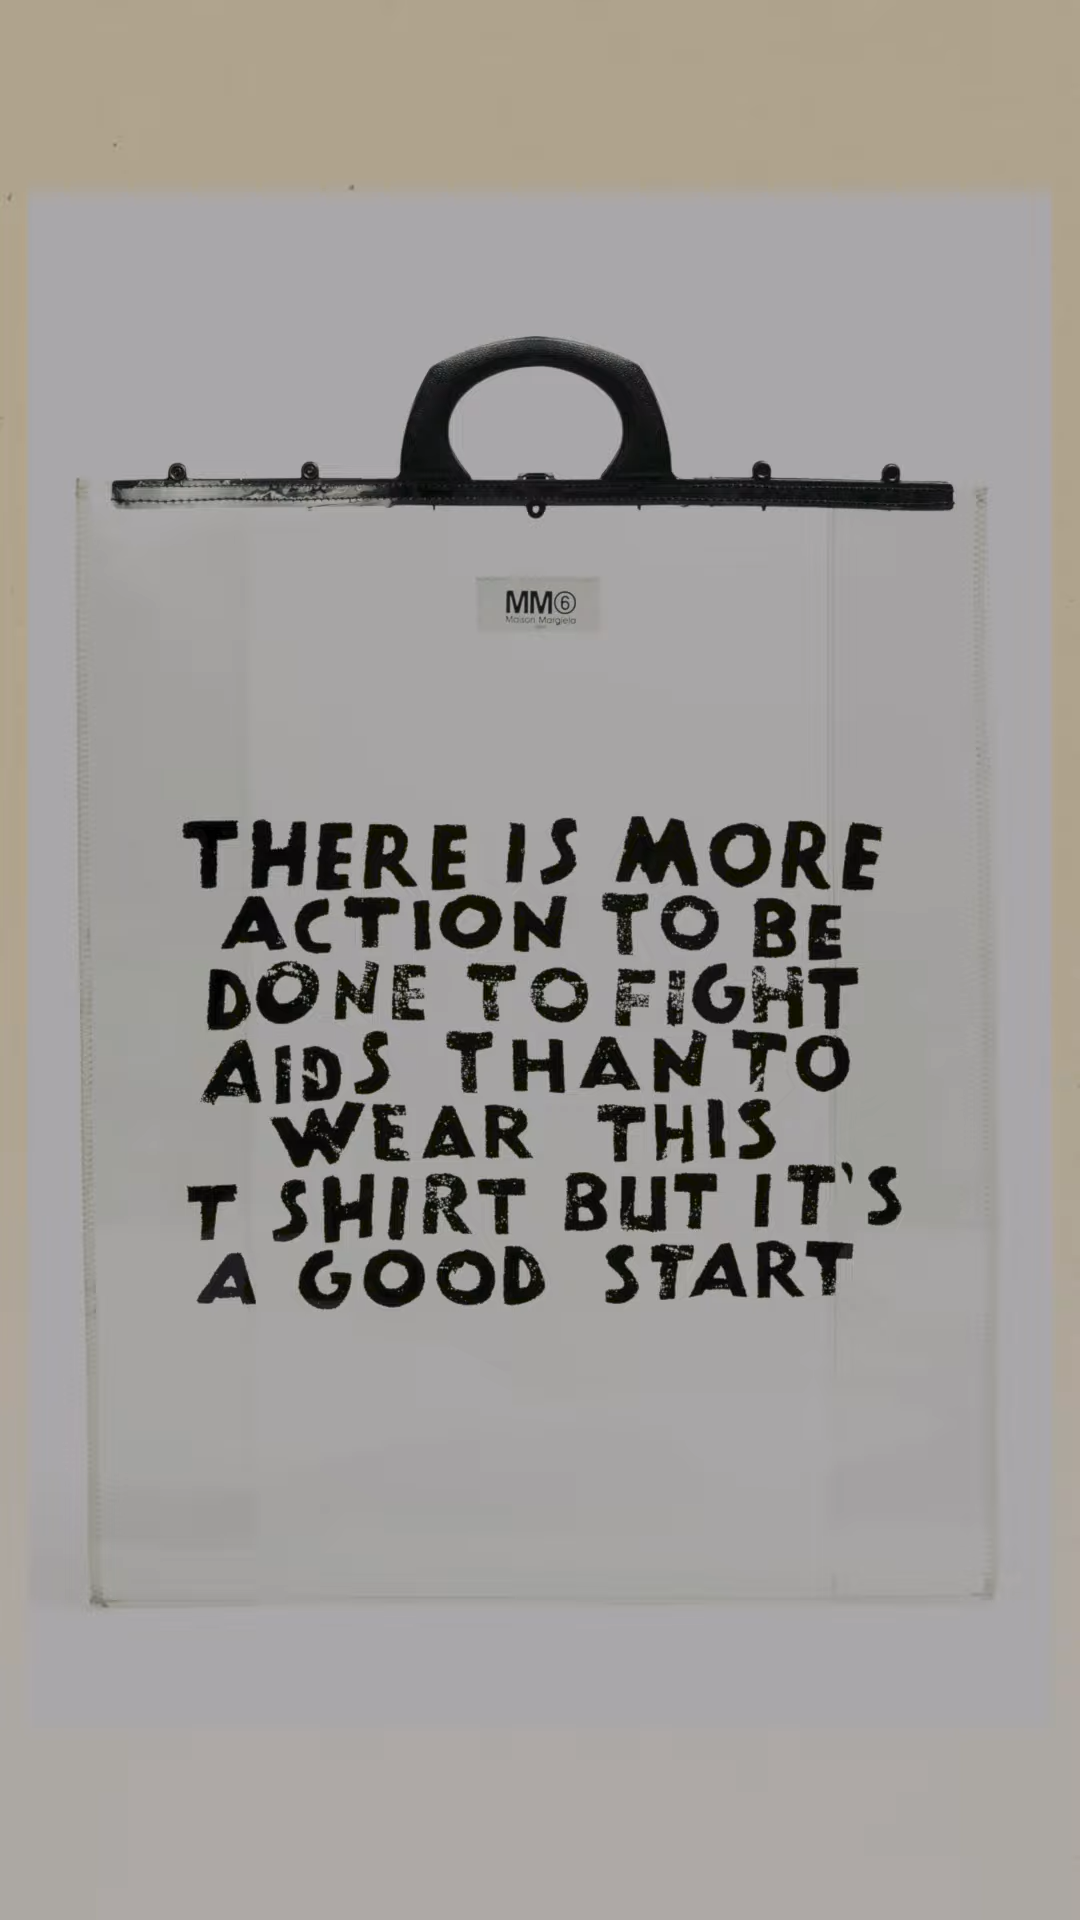 MM⑥
Maison Margiela
THERE IS MORE
ACTION TO BE
DONE TO FIGHT
AIDS THAN TO
WEAR THIS
T SHIRT BUT IT'S
A GOOD START